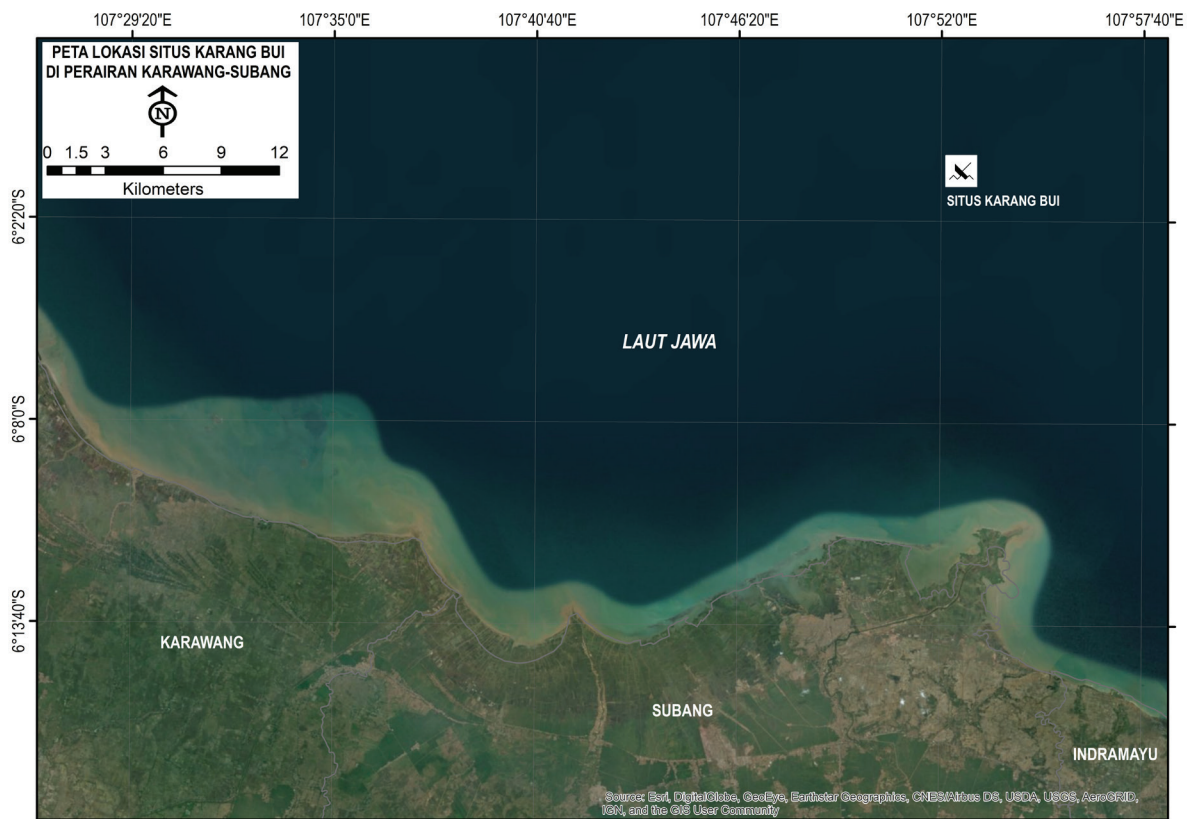 107°29'20"E 107°35'0"E 107°40'40"E 107°46'20"E 107°52'0"E 107°57'40"E
PETA LOKASI SITUS KARANG BUI
DI PERAIRAN KARAWANG-SUBANG
N
0 1.5 3 6 9 12
Kilometers
SITUS KARANG BUI
6°2'20"S
LAUT JAWA
6°8'0"S
6°13'40"S
KARAWANG
SUBANG
INDRAMAYU
Source: Esri, DigitalGlobe, GeoEye, Earthstar Geographics, CNES/Airbus DS, USDA, USGS, AeroGRID,
IGN, and the GIS User Community